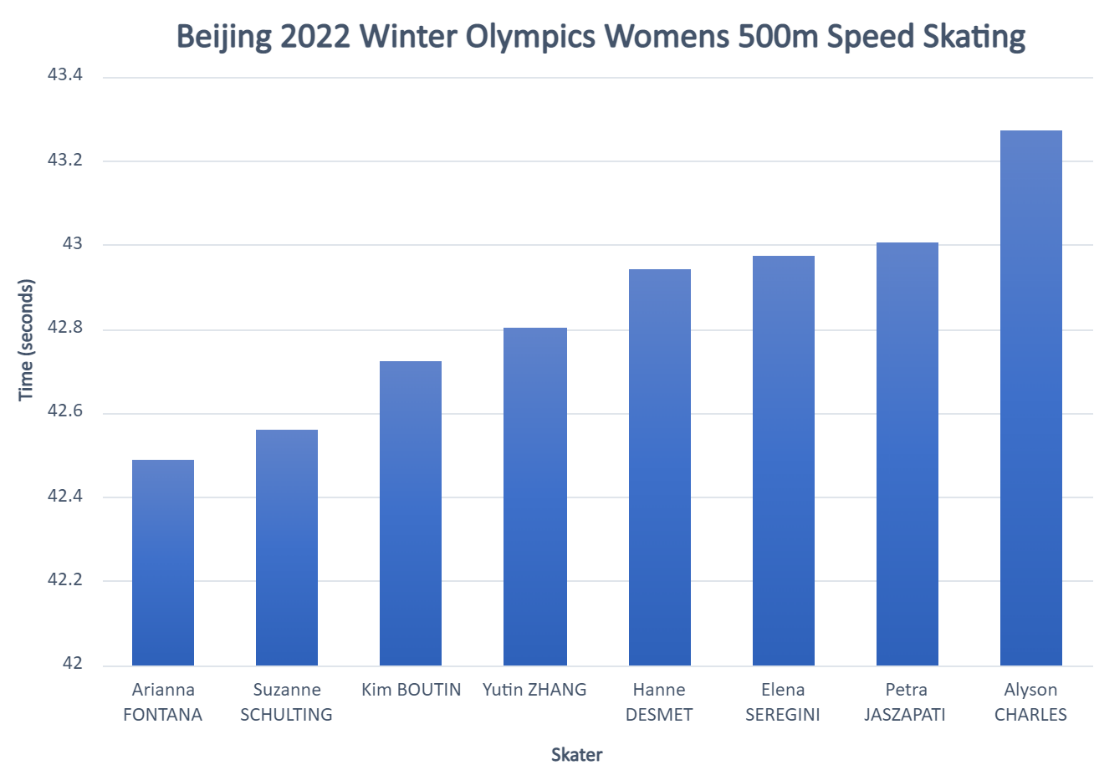 Beijing 2022 Winter Olympics Womens 500m Speed Skating
43.4
43.2
43
42.8
42.6
42.4
42.2
42
Time (seconds)
Arianna FONTANA
Suzanne SCHULTING
Kim BOUTIN
Yutin ZHANG
Hanne DESMET
Elena SEREGINI
Petra JASZAPATI
Alyson CHARLES
Skater